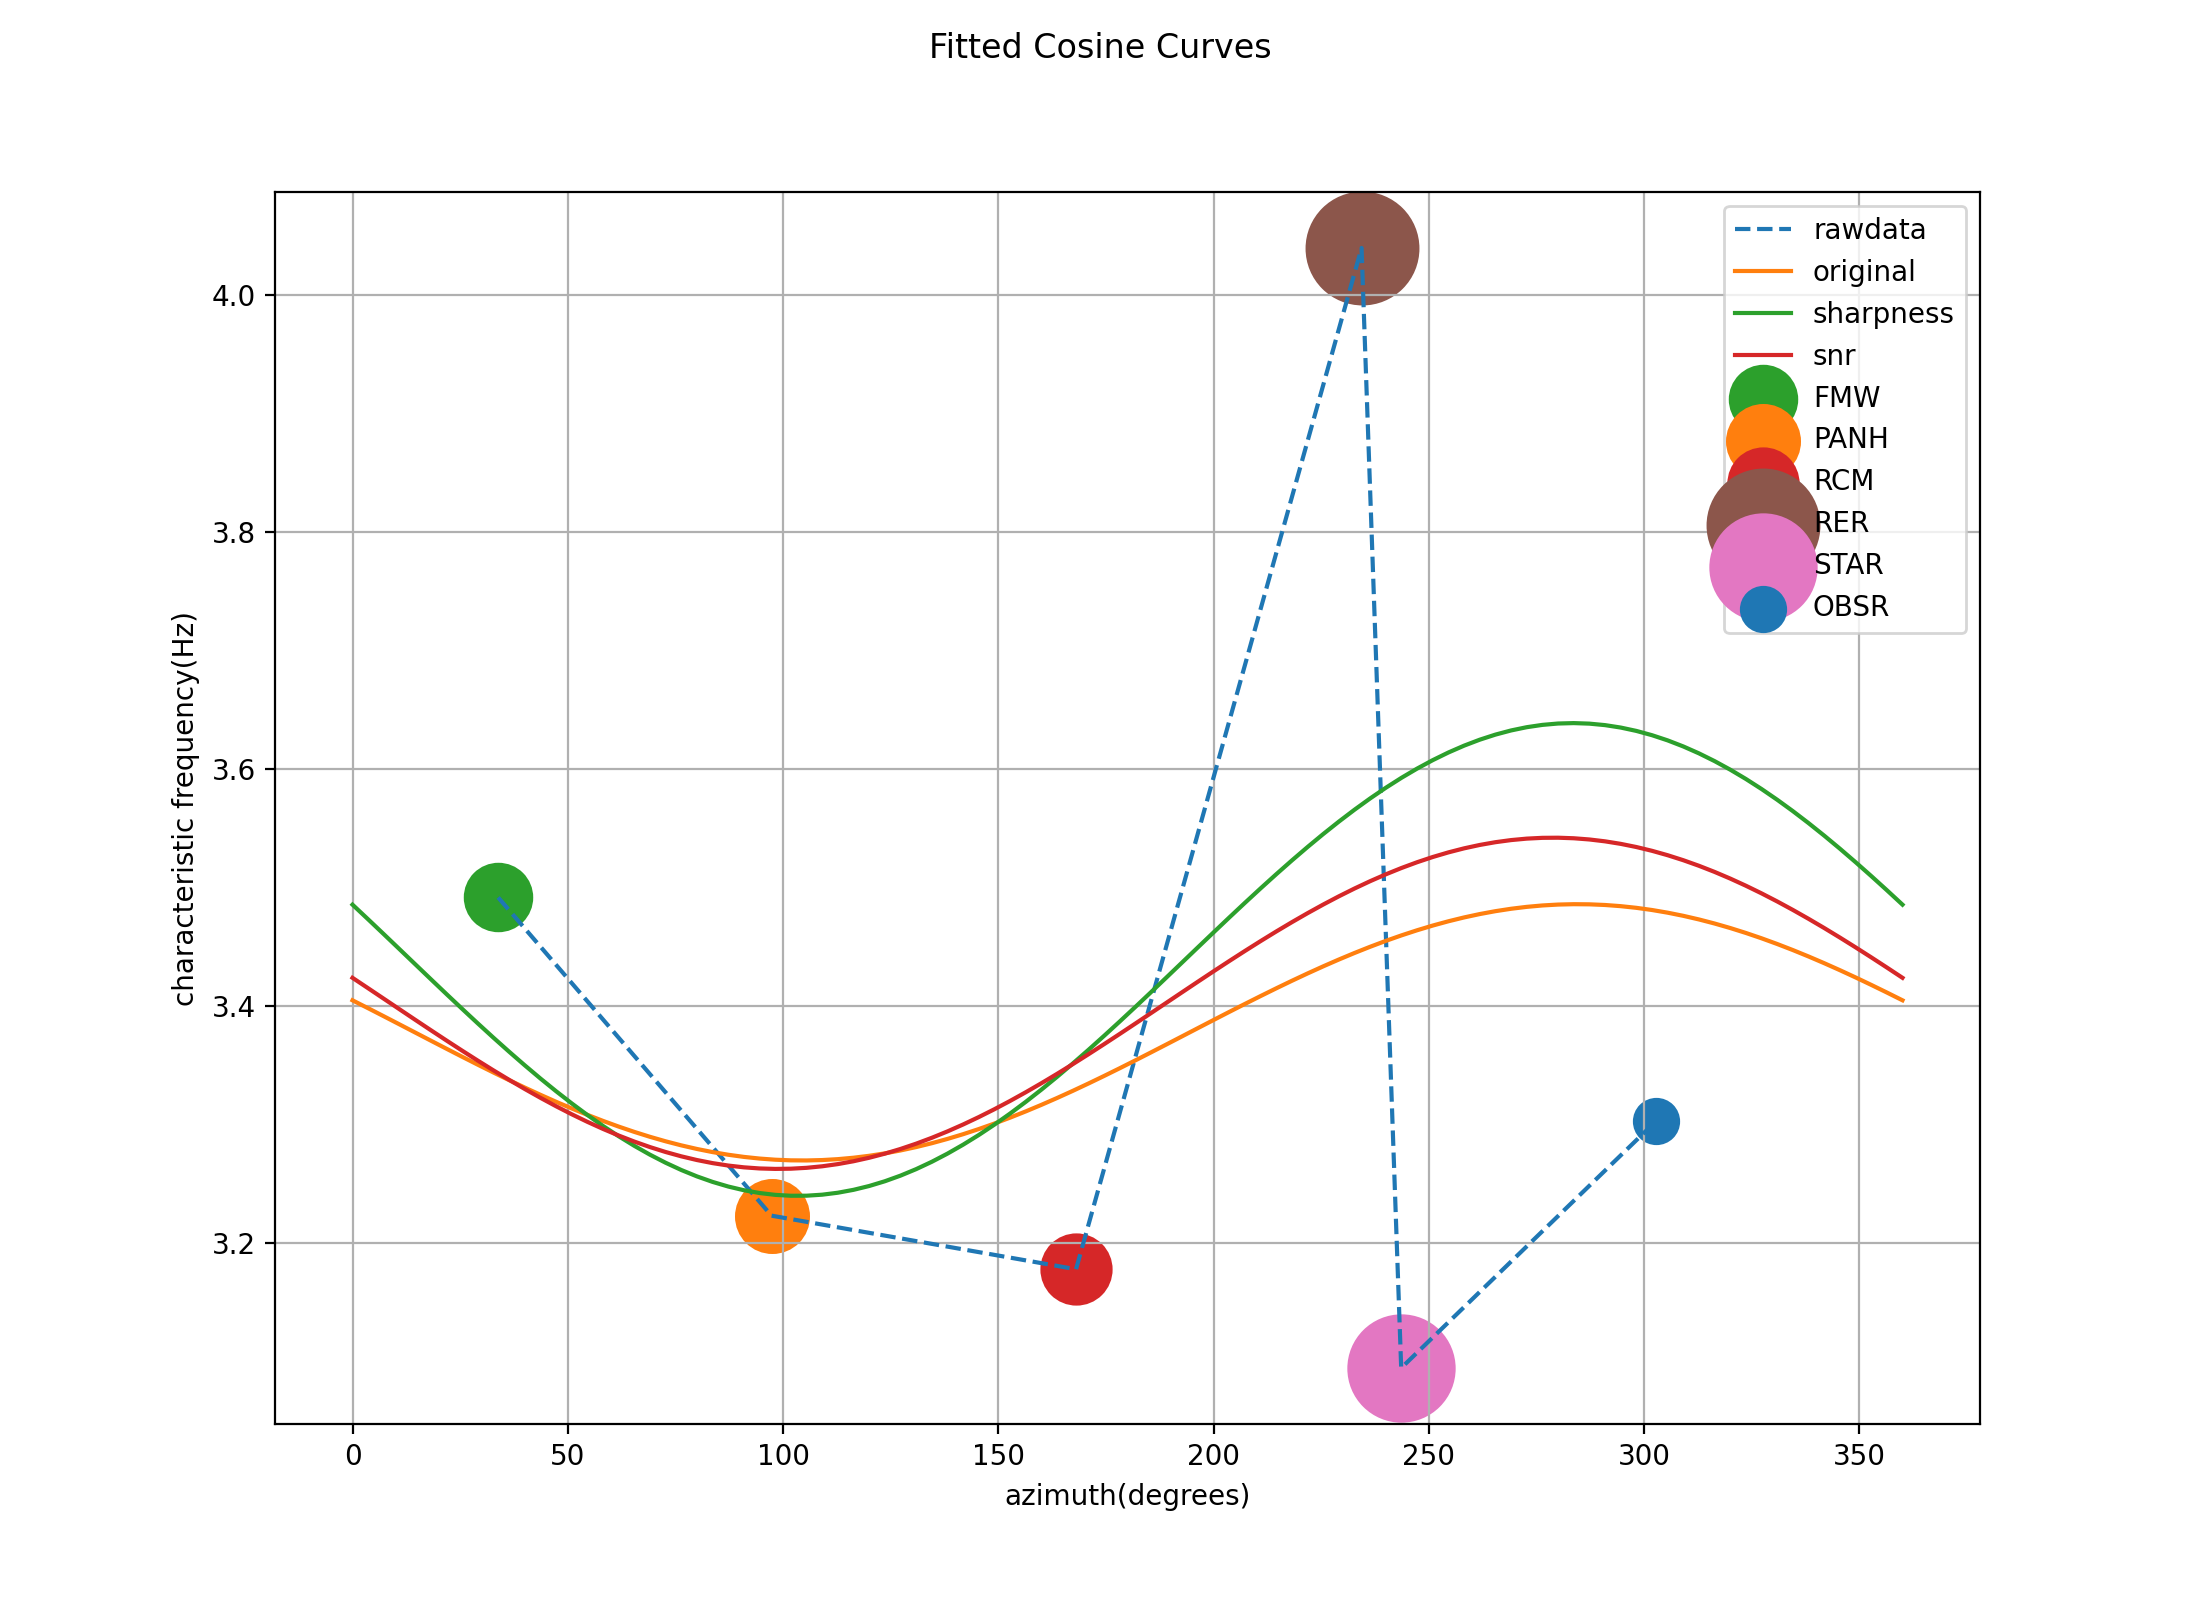 Fitted Cosine Curves
rawdata
original
sharpness
snr
FMW
PANH
RCM
RER
STAR
OBSR
4.0
3.8
3.6
3.4
3.2
characteristic frequency(Hz)
0 50 100 150 200 250 300 350
azimuth(degrees)